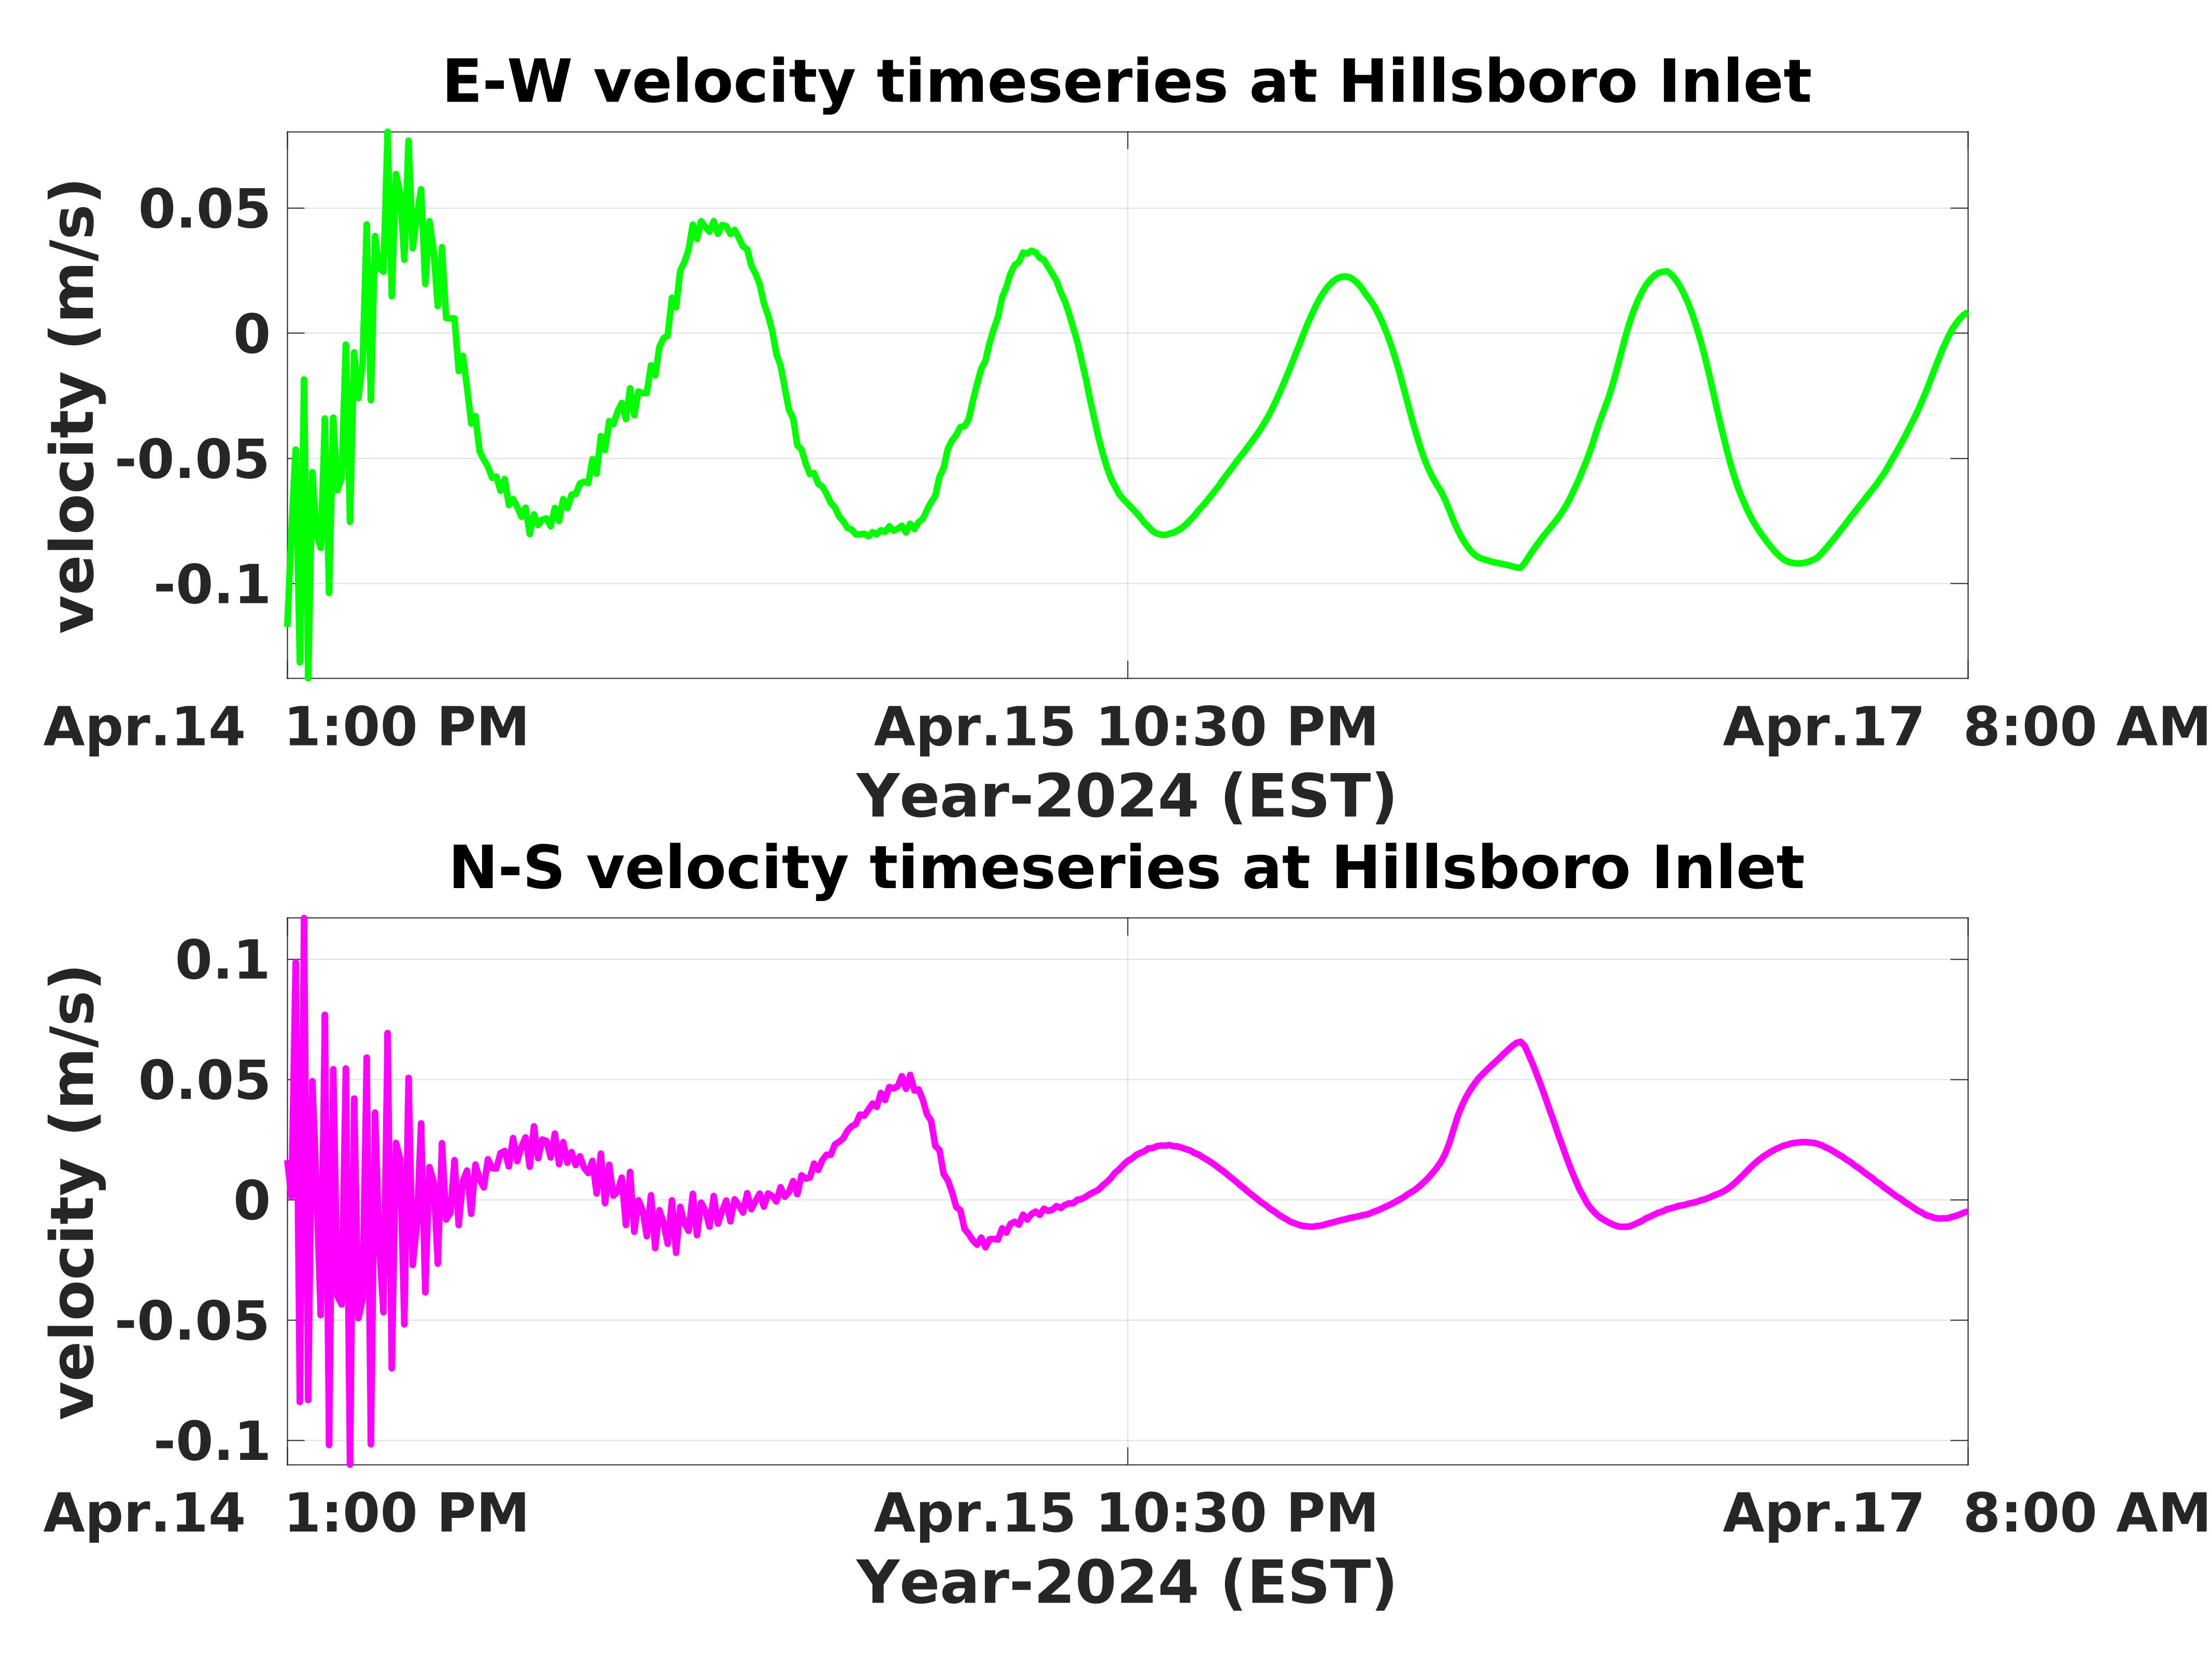 E-W velocity timeseries at Hillsboro Inlet
velocity (m/s)
0.05
0
-0.05
-0.1
Apr.14 1:00 PM Apr.15 10:30 PM Apr.17 8:00 AM
Year-2024 (EST)
N-S velocity timeseries at Hillsboro Inlet
velocity (m/s)
0.1
0.05
0
-0.05
-0.1
Apr.14 1:00 PM Apr.15 10:30 PM Apr.17 8:00 AM
Year-2024 (EST)